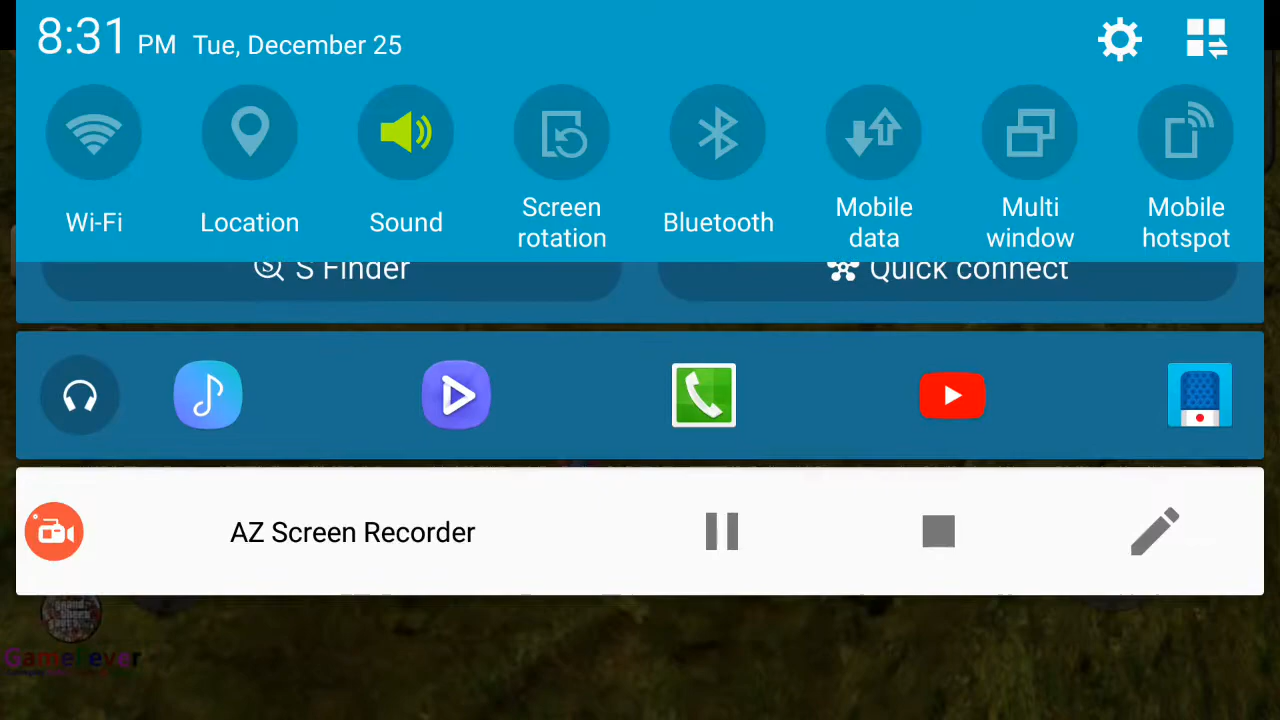 8:31 PM Tue, December 25
Wi-Fi
Location
Sound
Screen
rotation
Bluetooth
Mobile
data
Multi
window
Mobile
hotspot
S Finder
Quick connect
AZ Screen Recorder
GameFever